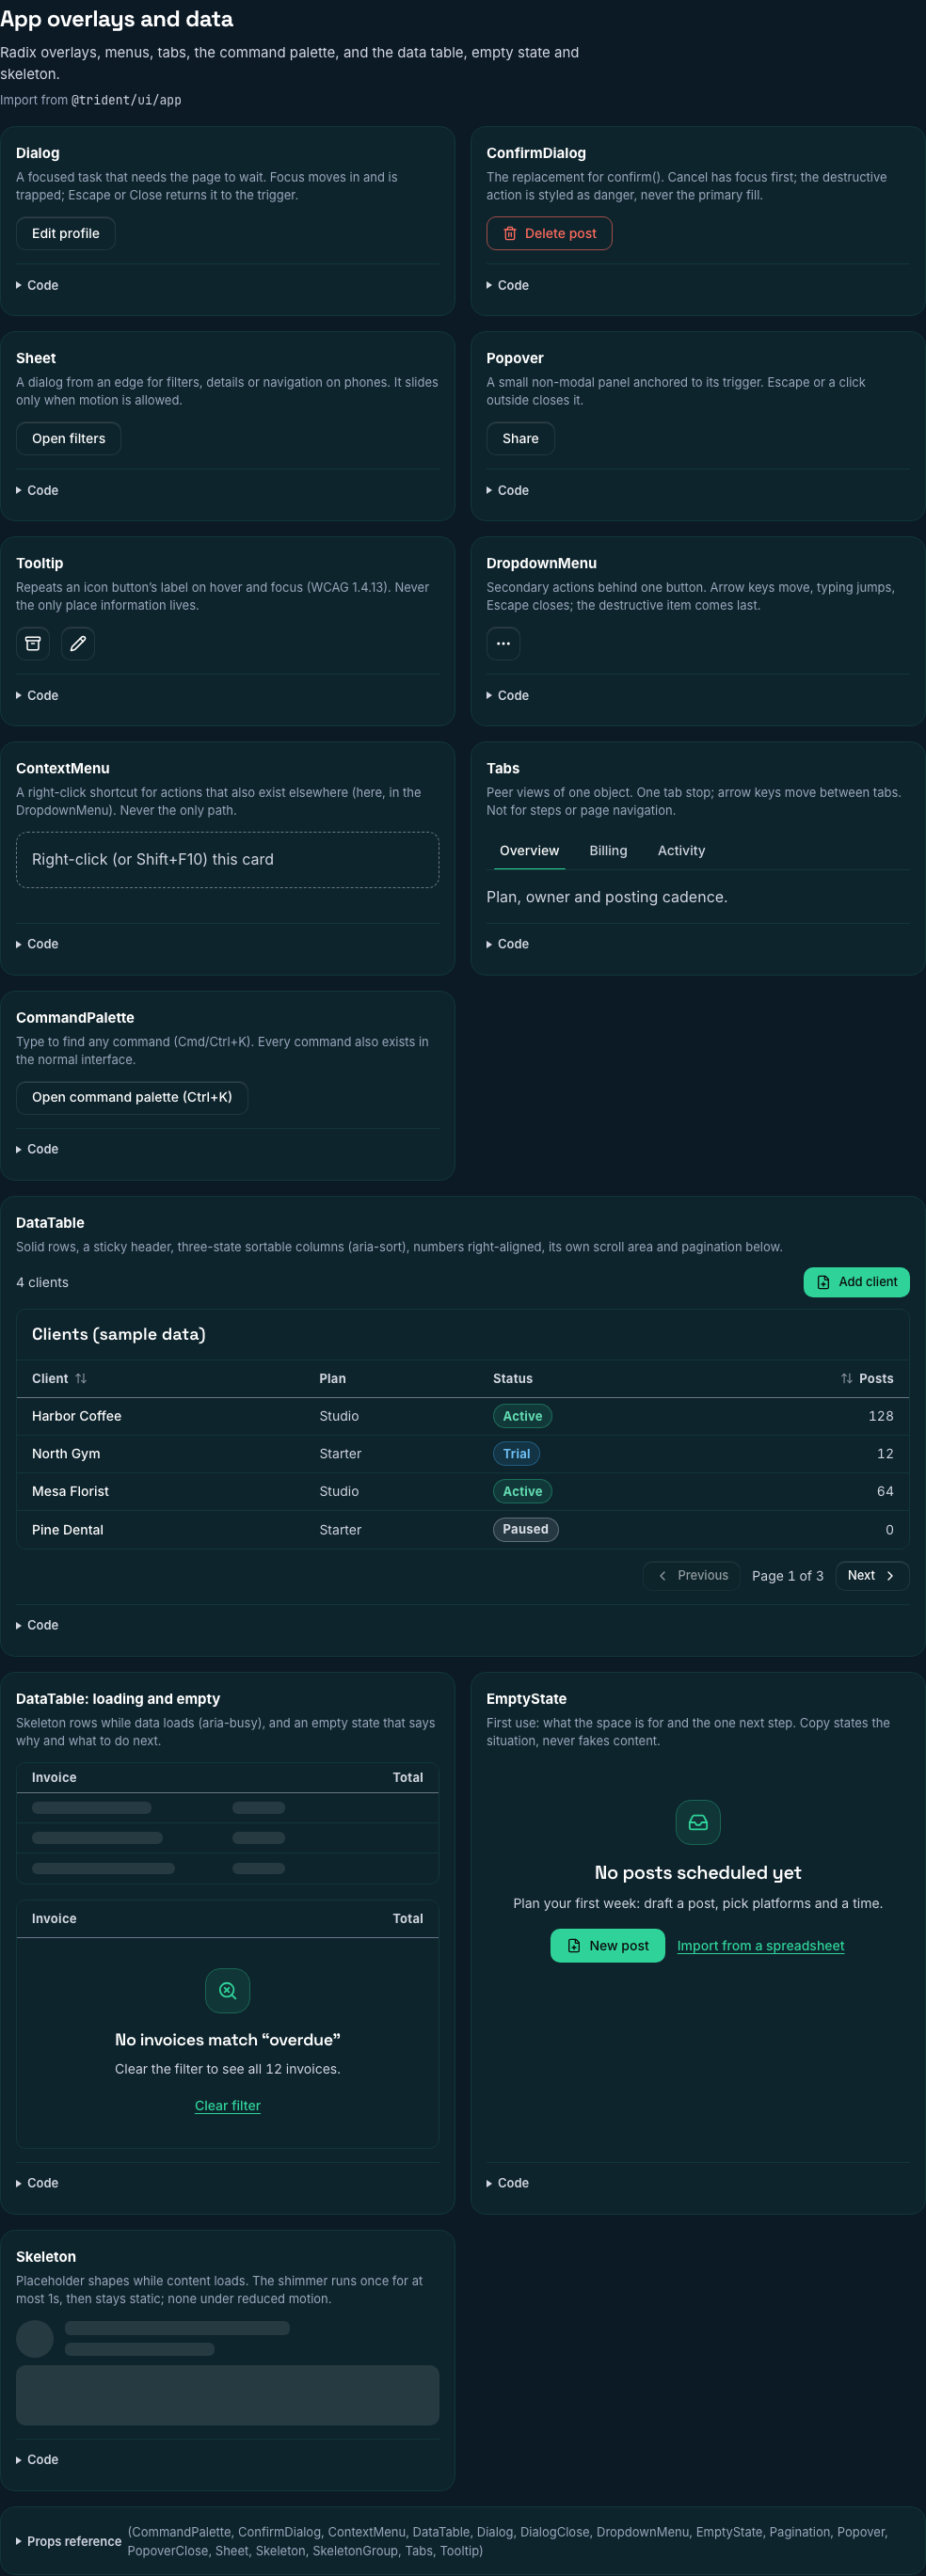 App overlays and data
Radix overlays, menus, tabs, the command palette, and the data table, empty state and
skeleton.
Import from @trident/ui/app
Dialog
A focused task that needs the page to wait. Focus moves in and is
trapped; Escape or Close returns it to the trigger.
Edit profile
Code
ConfirmDialog
The replacement for confirm(). Cancel has focus first; the destructive
action is styled as danger, never the primary fill.
Delete post
Code
Sheet
A dialog from an edge for filters, details or navigation on phones. It slides
only when motion is allowed.
Open filters
Code
Popover
A small non-modal panel anchored to its trigger. Escape or a click
outside closes it.
Share
Code
Tooltip
Repeats an icon button’s label on hover and focus (WCAG 1.4.13). Never
the only place information lives.
Code
DropdownMenu
Secondary actions behind one button. Arrow keys move, typing jumps,
Escape closes; the destructive item comes last.
Code
ContextMenu
A right-click shortcut for actions that also exist elsewhere (here, in the
DropdownMenu). Never the only path.
Right-click (or Shift+F10) this card
Code
Tabs
Peer views of one object. One tab stop; arrow keys move between tabs.
Not for steps or page navigation.
Overview Billing Activity
Plan, owner and posting cadence.
Code
CommandPalette
Type to find any command (Cmd/Ctrl+K). Every command also exists in
the normal interface.
Open command palette (Ctrl+K)
Code
DataTable
Solid rows, a sticky header, three-state sortable columns (aria-sort), numbers right-aligned, its own scroll area and pagination below.
4 clients Add client
Clients (sample data)
Client Plan Status Posts
Harbor Coffee Studio Active 128
North Gym Starter Trial 12
Mesa Florist Studio Active 64
Pine Dental Starter Paused 0
Previous Page 1 of 3 Next
Code
DataTable: loading and empty
Skeleton rows while data loads (aria-busy), and an empty state that says
why and what to do next.
Invoice Total
Invoice Total
No invoices match “overdue”
Clear the filter to see all 12 invoices.
Clear filter
Code
EmptyState
First use: what the space is for and the one next step. Copy states the
situation, never fakes content.
No posts scheduled yet
Plan your first week: draft a post, pick platforms and a time.
New post Import from a spreadsheet
Code
Skeleton
Placeholder shapes while content loads. The shimmer runs once for at
most 1s, then stays static; none under reduced motion.
Code
Props reference (CommandPalette, ConfirmDialog, ContextMenu, DataTable, Dialog, DialogClose, DropdownMenu, EmptyState, Pagination, Popover,
PopoverClose, Sheet, Skeleton, SkeletonGroup, Tabs, Tooltip)